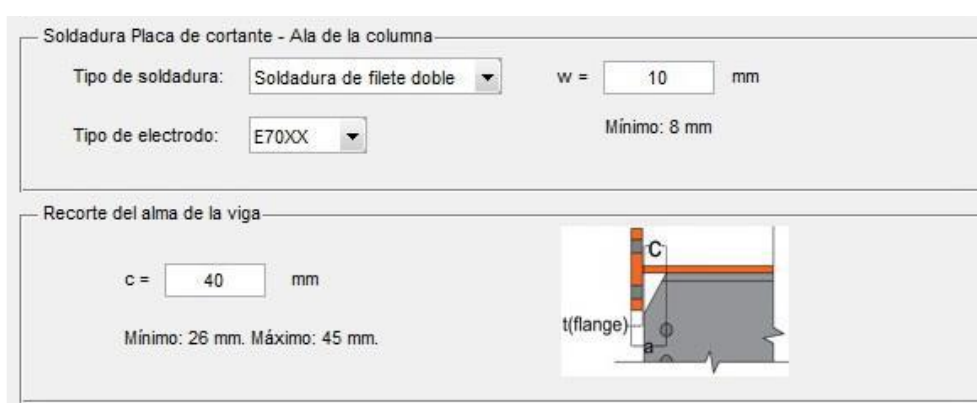 Soldadura Placa de cortante - Ala de la columna
Tipo de soldadura: Soldadura de filete doble w = 10 mm
Mínimo: 8 mm
Tipo de electrodo: E70XX
Recorte del alma de la viga
c = 40 mm
Mínimo: 26 mm. Máximo: 45 mm.
C
t(flange)
a